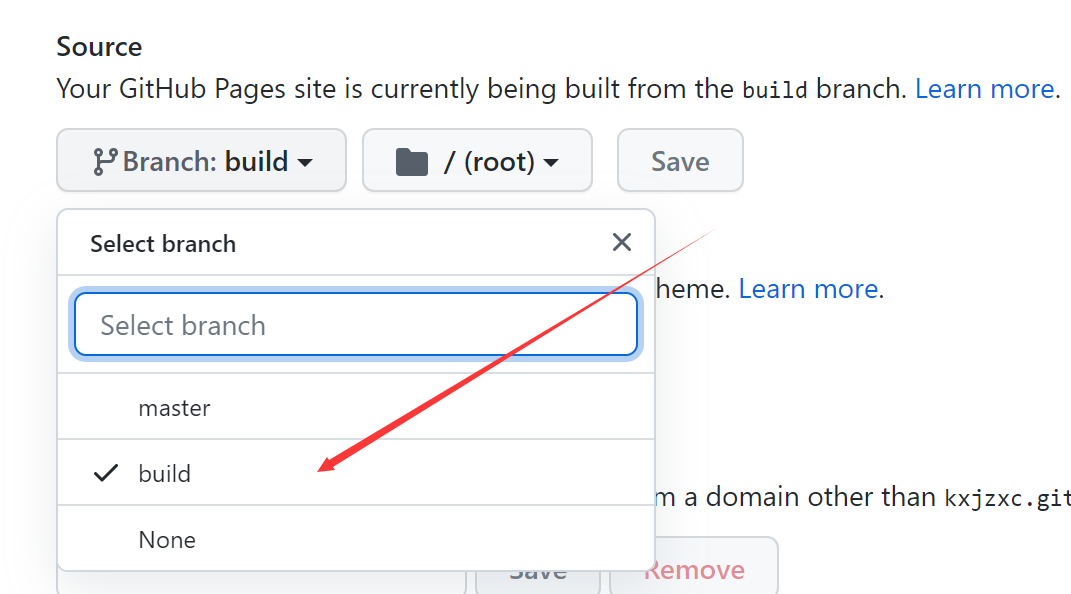 Source
Your GitHub Pages site is currently being built from the build branch. Learn more.
Branch: build / (root) Save
Select branch
heme. Learn more.
Select branch
master
build
m a domain other than kxjzxc.git
None
Save Remove